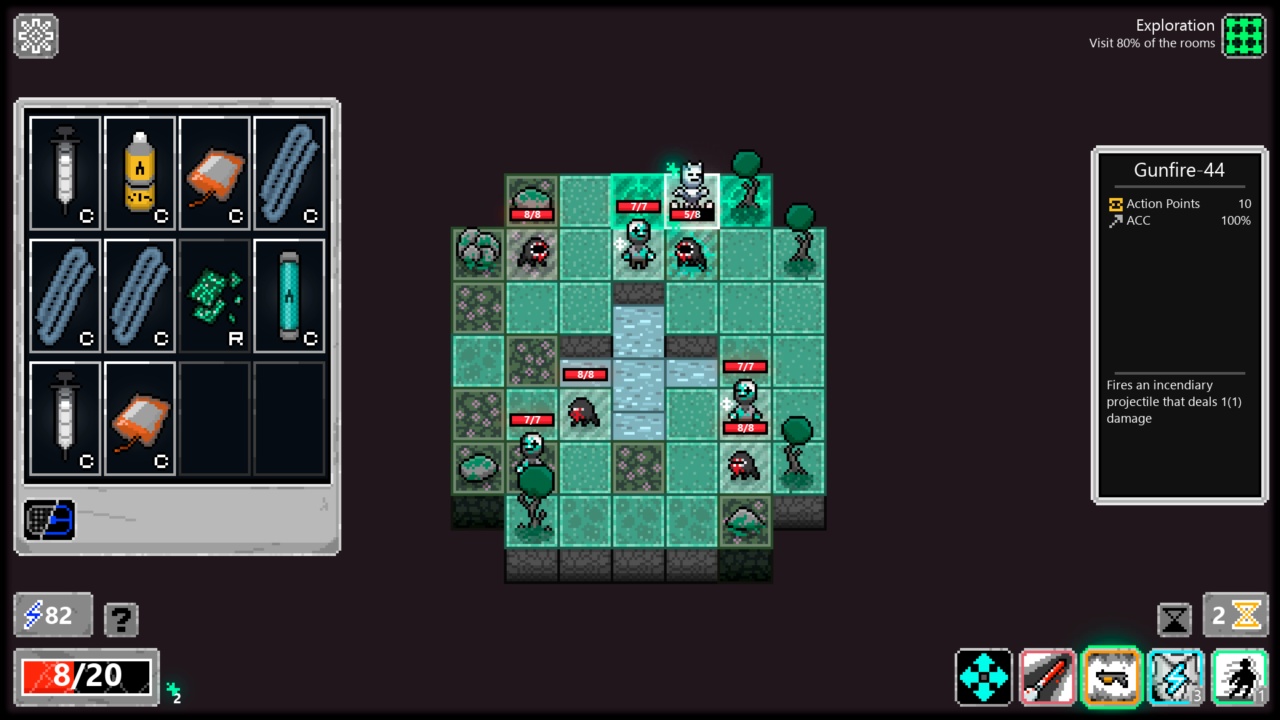 Exploration
Visit 80% of the rooms
C
C
C
C
C
C
R
C
C
C
8/8
7/7
5/8
8/8
7/7
7/7
8/8
Gunfire-44
Action Points 10
ACC 100%
Fires an incendiary
projectile that deals 1(1)
damage
82
?
2
8/20
2
3
1